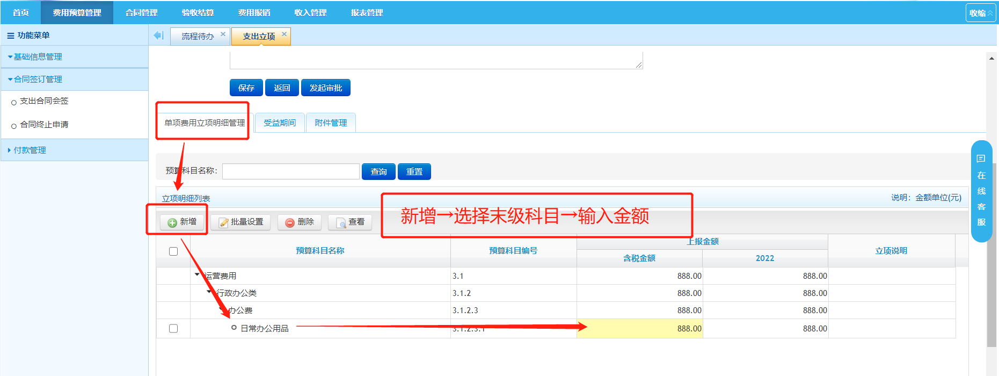 首页 费用预算管理 合同管理 验收结算 费用报销 收入管理 报表管理 收缩
功能菜单
流程待办 支出立项
基础信息管理
合同签订管理
支出合同会签
合同终止申请
付款管理
保存 返回 发起审批
单项费用立项明细管理 受益期间 附件管理
预算科目名称: 查询 重置
立项明细列表 说明: 金额单位(元)
新增 批量设置 删除 查看
新增→选择末级科目→输入金额
预算科目名称 预算科目编号 上报金额 立项说明
含税金额 2022
运营费用 3.1 888.00 888.00
行政办公类 3.1.2 888.00 888.00
办公费 3.1.2.3 888.00 888.00
日常办公用品 3.1.2.3.1 888.00 888.00
在
线
客
服